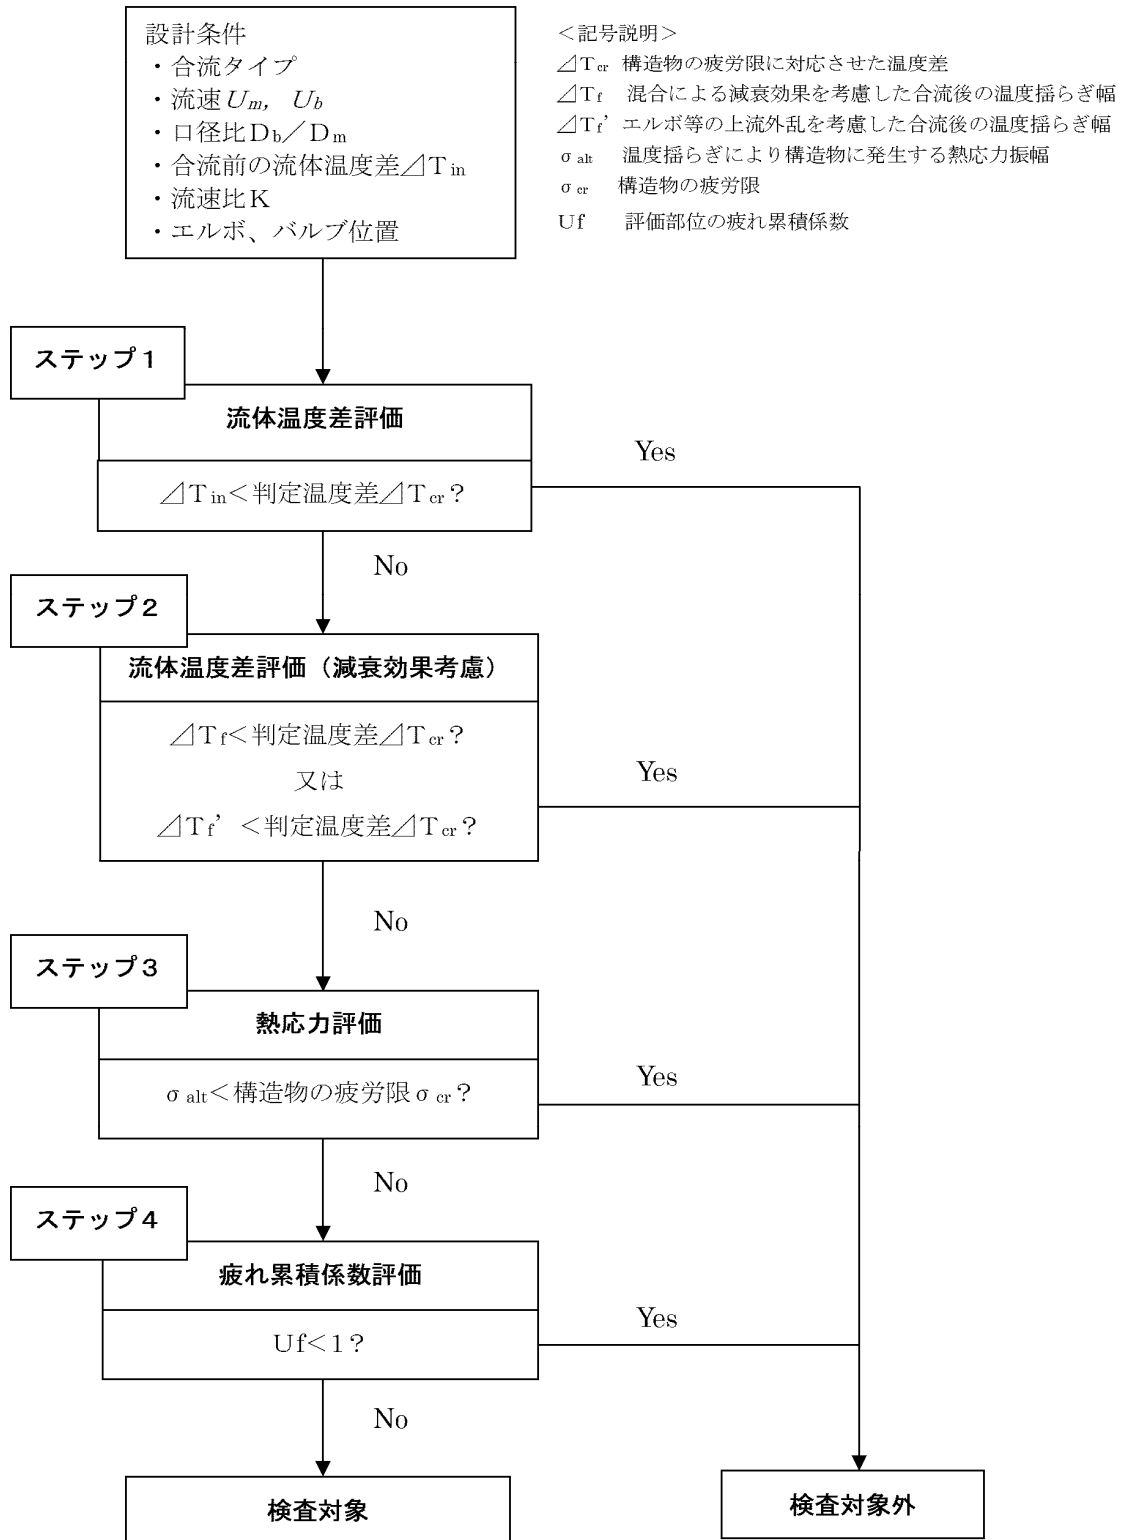 設計条件
・合流タイプ
・流速Um, Ub
・口径比Db／Dm
・合流前の流体温度差⊿Tin
・流速比K
・エルボ、バルブ位置
＜記号説明＞
⊿Tcr 構造物の疲労限に対応させた温度差
⊿Tf 混合による減衰効果を考慮した合流後の温度揺らぎ幅
⊿Tf’ エルボ等の上流外乱を考慮した合流後の温度揺らぎ幅
σalt 温度揺らぎにより構造物に発生する熱応力振幅
σcr 構造物の疲労限
Uf 評価部位の疲れ累積係数
ステップ１
流体温度差評価
⊿Tin＜判定温度差⊿Tcr？
Yes
No
ステップ２
流体温度差評価（減衰効果考慮）
⊿Tf＜判定温度差⊿Tcr？
又は
⊿Tf’ ＜判定温度差⊿Tcr？
Yes
No
ステップ３
熱応力評価
σalt＜構造物の疲労限σcr？
Yes
No
ステップ４
疲れ累積係数評価
Uf＜1？
Yes
No
検査対象
検査対象外